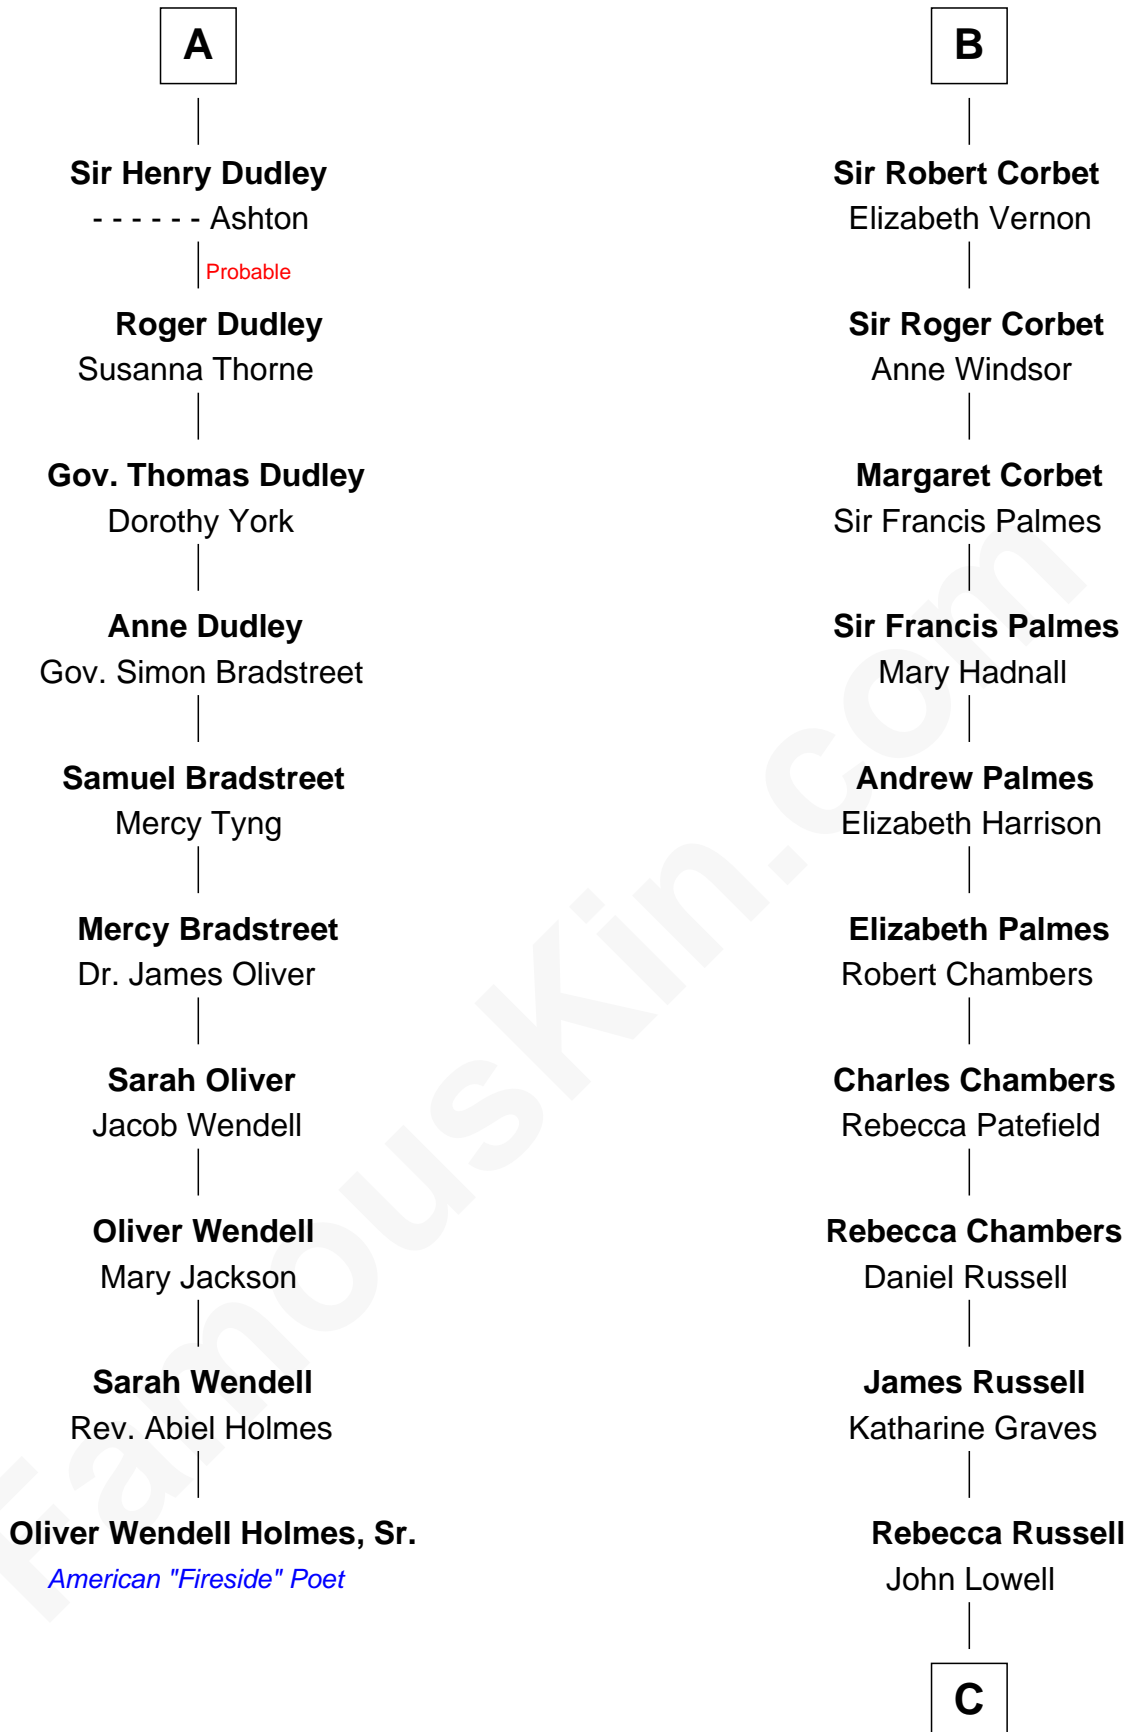 A
Sir Henry Dudley
- - - - - - Ashton
Probable
Roger Dudley
Susanna Thorne
Gov. Thomas Dudley
Dorothy York
Anne Dudley
Gov. Simon Bradstreet
Samuel Bradstreet
Mercy Tyng
Mercy Bradstreet
Dr. James Oliver
Sarah Oliver
Jacob Wendell
Oliver Wendell
Mary Jackson
Sarah Wendell
Rev. Abiel Holmes
Oliver Wendell Holmes, Sr.
American "Fireside" Poet
B
Sir Robert Corbet
Elizabeth Vernon
Sir Roger Corbet
Anne Windsor
Margaret Corbet
Sir Francis Palmes
Sir Francis Palmes
Mary Hadnall
Andrew Palmes
Elizabeth Harrison
Elizabeth Palmes
Robert Chambers
Charles Chambers
Rebecca Patefield
Rebecca Chambers
Daniel Russell
James Russell
Katharine Graves
Rebecca Russell
John Lowell
C
FamousKin.com